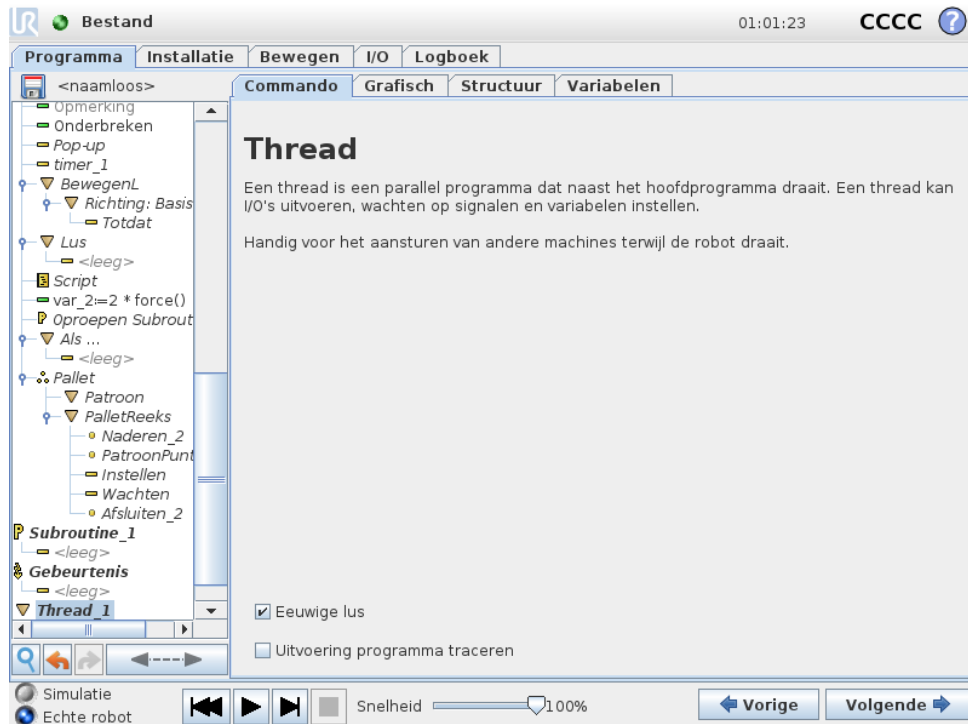 UR Bestand 01:01:23 CCCC ?
Programma Installatie Bewegen I/O Logboek
<naamloos>
Commando Grafisch Structuur Variabelen
Opmerking
Onderbreken
Pop-up
timer_1
BewegenL
Richting: Basis
Totdat
Lus
<leeg>
Script
var_2:=2 * force()
Oproepen Subrout
Als ...
<leeg>
Pallet
Patroon
PalletReeks
Naderen_2
PatroonPunt
Instellen
Wachten
Afsluiten_2
P Subroutine_1
<leeg>
Gebeurtenis
<leeg>
Thread_1
Thread
Een thread is een parallel programma dat naast het hoofdprogramma draait. Een thread kan
I/O's uitvoeren, wachten op signalen en variabelen instellen.
Handig voor het aansturen van andere machines terwijl de robot draait.
Eeuwige lus
Uitvoering programma traceren
Simulatie
Echte robot
Snelheid 100%
Vorige
Volgende